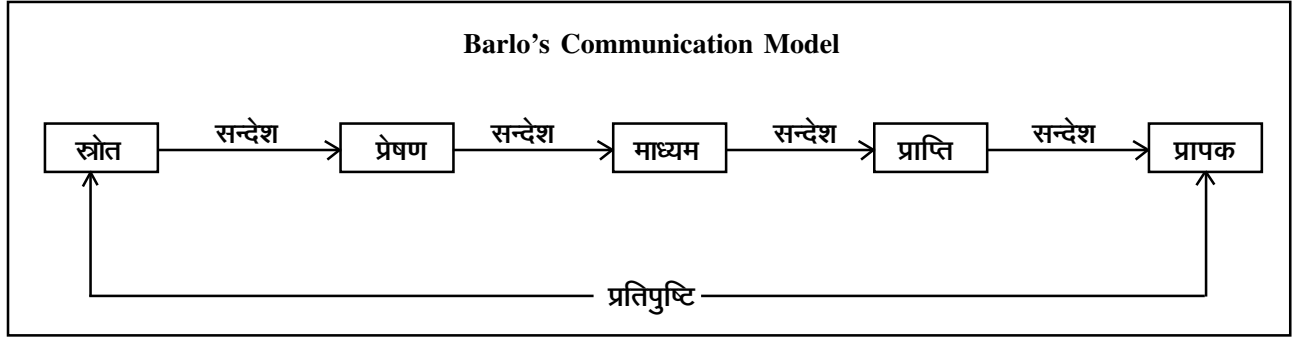 Barlo's Communication Model
सन्देश सन्देश सन्देश सन्देश
स्त्रोत प्रेषण माध्यम प्राप्ति प्रापक
प्रतिपुष्टि